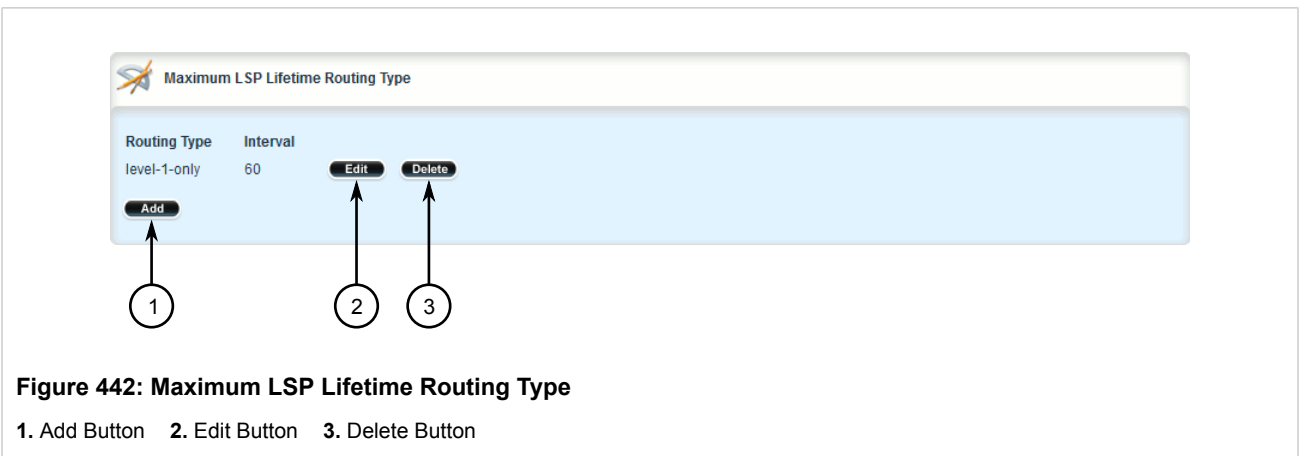 Maximum LSP Lifetime Routing Type
Routing Type Interval
level-1-only 60 Edit Delete
Add
1 2 3
Figure 442: Maximum LSP Lifetime Routing Type
1. Add Button 2. Edit Button 3. Delete Button